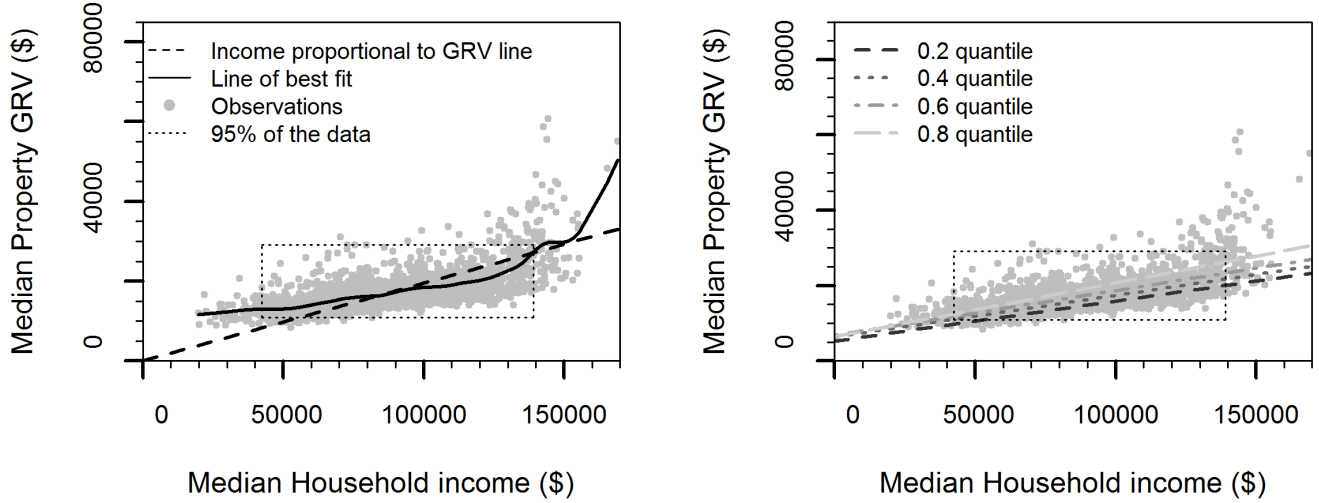 Median Property GRV ($)
80000
40000
0
Income proportional to GRV line
Line of best fit
Observations
95% of the data
0 50000 100000 150000
Median Household income ($)
Median Property GRV ($)
80000
40000
0
0.2 quantile
0.4 quantile
0.6 quantile
0.8 quantile
0 50000 100000 150000
Median Household income ($)